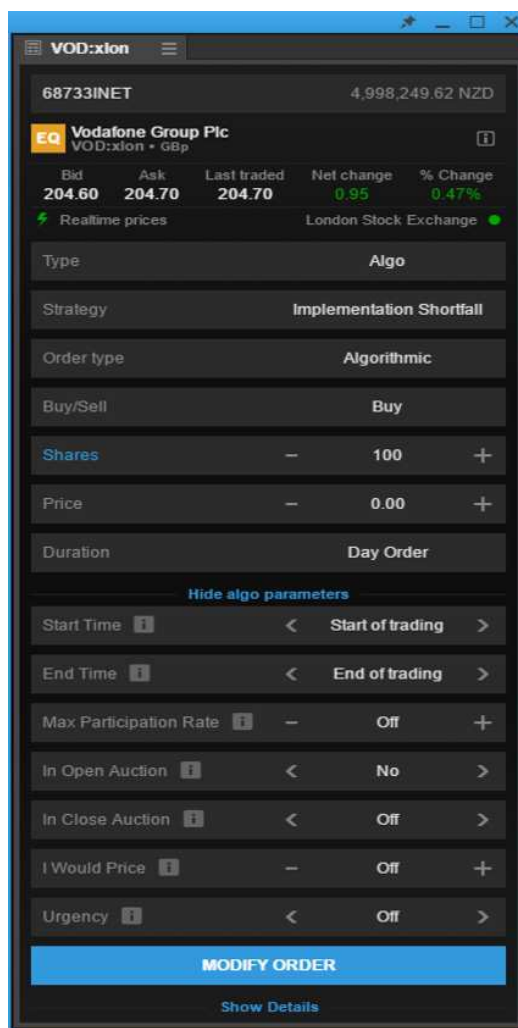 VOD:xlon
68733INET 4,998,249.62 NZD
EQ Vodafone Group Plc
VOD:xlon • GBp
Bid Ask Last traded Net change % Change
204.60 204.70 204.70 0.95 0.47%
Realtime prices London Stock Exchange
Type Algo
Strategy Implementation Shortfall
Order type Algorithmic
Buy/Sell Buy
Shares − 100 +
Price − 0.00 +
Duration Day Order
Hide algo parameters
Start Time i < Start of trading >
End Time i < End of trading >
Max Participation Rate i − Off +
In Open Auction i < No >
In Close Auction i < Off >
I Would Price i − Off +
Urgency i < Off >
MODIFY ORDER
Show Details